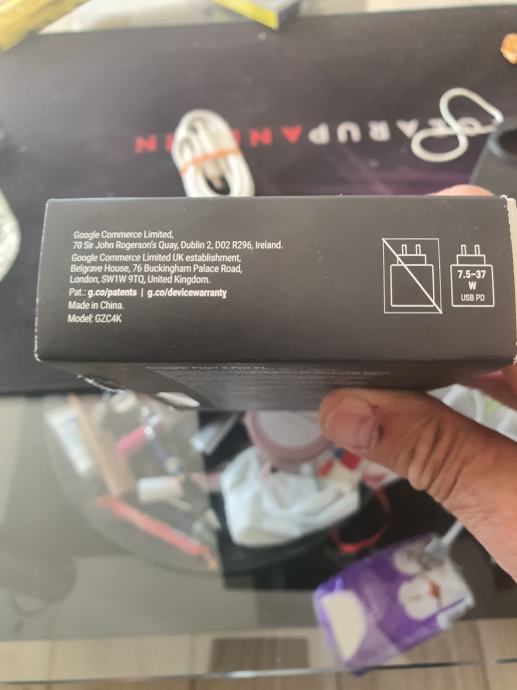 Google Commerce Limited,
70 Sir John Rogerson's Quay, Dublin 2, D02 R296, Ireland.
Google Commerce Limited UK establishment,
Belgrave House, 76 Buckingham Palace Road,
London, SW1W 9TQ, United Kingdom.
Pat.: g.co/patents | g.co/devicewarranty
Made in China.
Model: GZC4K
7.5–37
W
USB PD